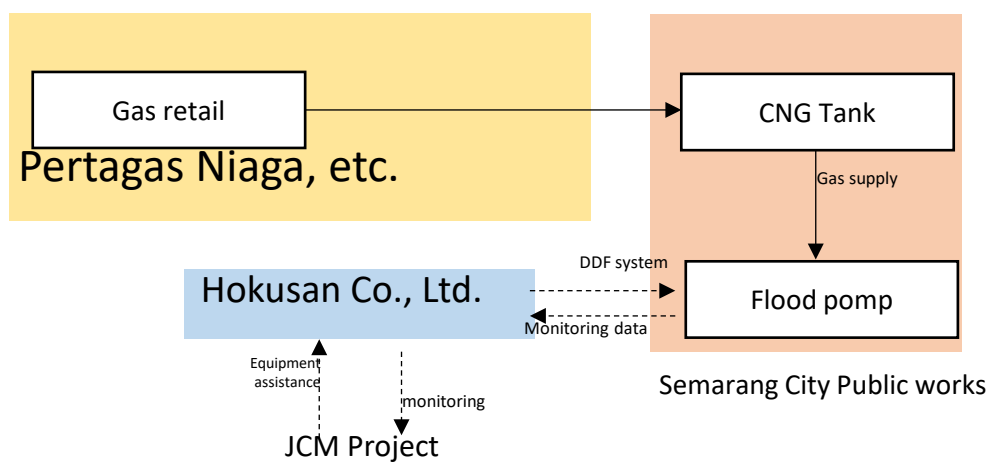 Gas retail
CNG Tank
Pertagas Niaga, etc.
Gas supply
DDF system
Hokusan Co., Ltd.
Flood pomp
Monitoring data
Equipment
assistance
monitoring
Semarang City Public works
JCM Project